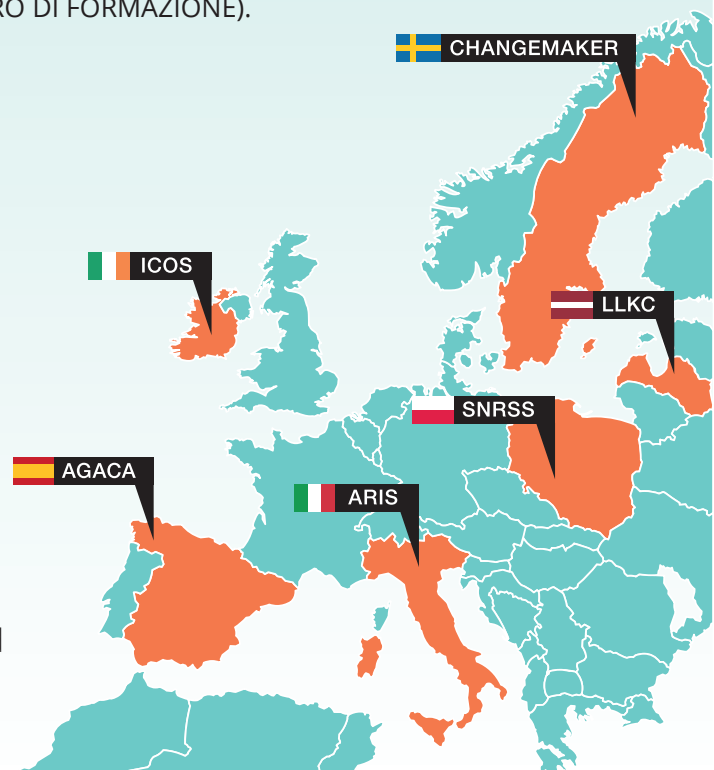 RO DI FORMAZIONE).
CHANGEMAKER
ICOS
LLKC
SNRSS
AGACA
ARIS